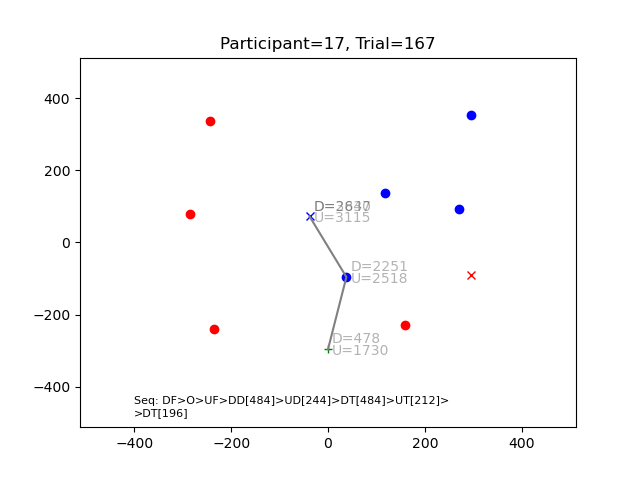 Participant=17, Trial=167
400
200
0
−200
−400
U=3115
D=2251
U=2518
D=478
U=1730
Seq: DF>O>UF>DD[484]>UD[244]>DT[484]>UT[212]>
>DT[196]
−400
−200
0
200
400